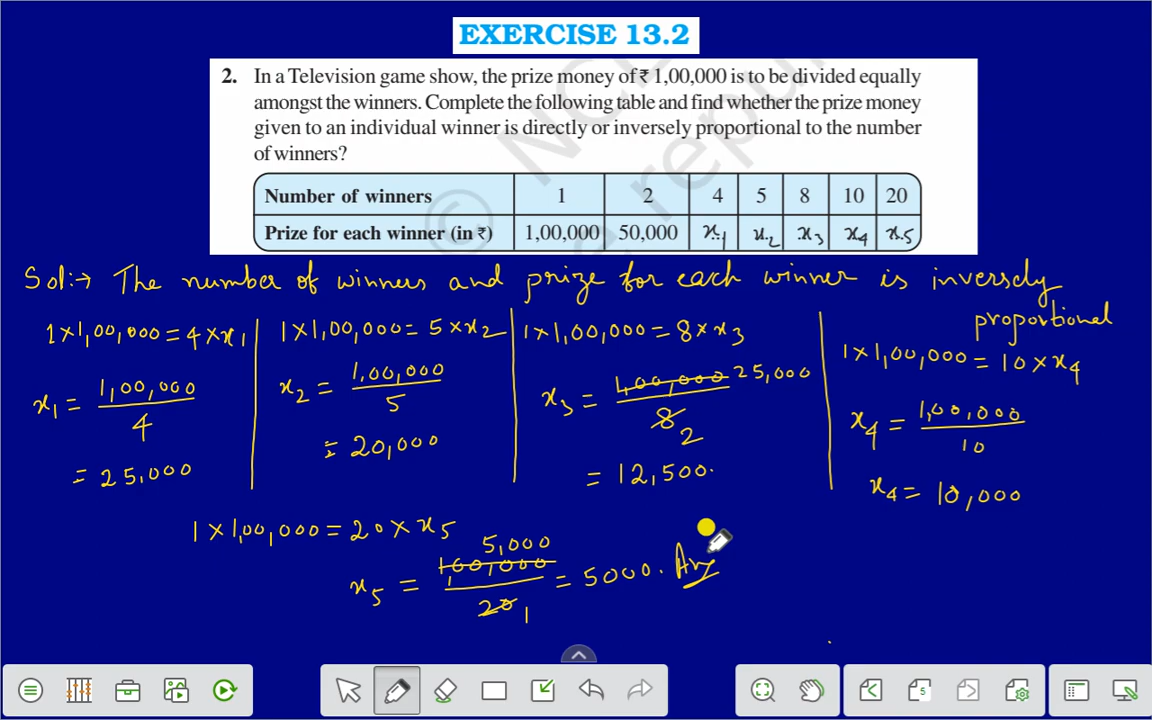 EXERCISE 13.2
2. In a Television game show, the prize money of ₹ 1,00,000 is to be divided equally
amongst the winners. Complete the following table and find whether the prize money
given to an individual winner is directly or inversely proportional to the number
of winners?
Number of winners 1 2 4 5 8 10 20
Prize for each winner (in ₹) 1,00,000 50,000 x1 x2 x3 x4 x5
Sol:→ The number of winners and prize for each winner is inversely
proportional
1×1,00,000=4×x1
x1 = 1,00,000
4
= 25,000
1×1,00,000=5×x2
x2 = 1,00,000
5
= 20,000
1×1,00,000=8×x3
x3 = 1,00,000 25,000
8
2
= 12,500.
1×1,00,000=10×x4
x4 = 1,00,000
10
x4= 10,000
1×1,00,000=20×x5
5,000
x5 = 1,00,000 = 5000. Ans
20 1
© NC
e repu
5